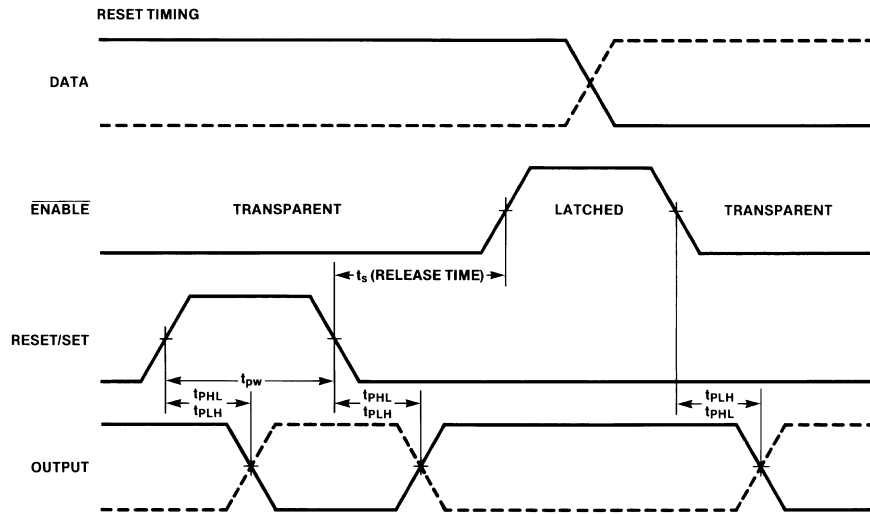 RESET TIMING
DATA
ENABLE
TRANSPARENT
LATCHED
TRANSPARENT
ts (RELEASE TIME)
RESET/SET
tpw
tPHL
tPLH
tPHL
tPLH
tPLH
tPHL
OUTPUT